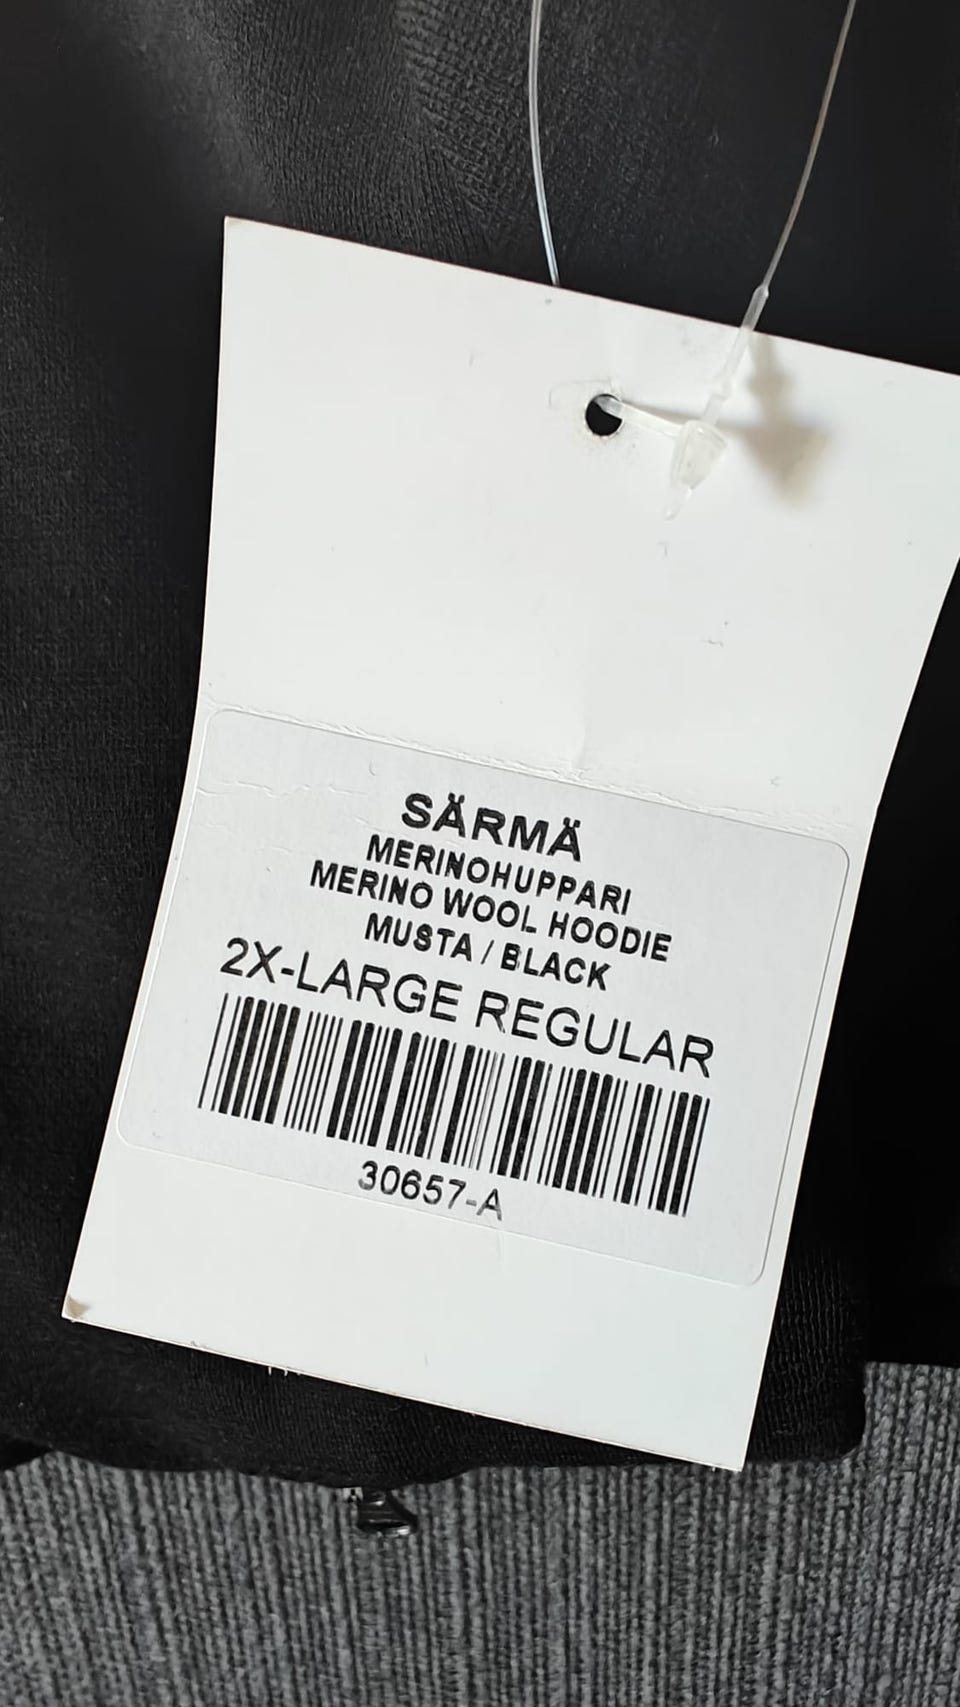 SÄRMÄ
MERINOHUPPARI
MERINO WOOL HOODIE
MUSTA / BLACK
2X-LARGE REGULAR
30657-A